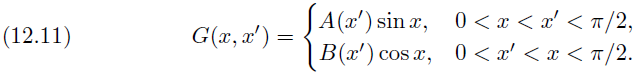 (12.11) G(x, x′) = { A(x′) sin x, 0 < x < x′ < π/2,
B(x′) cos x, 0 < x′ < x < π/2.